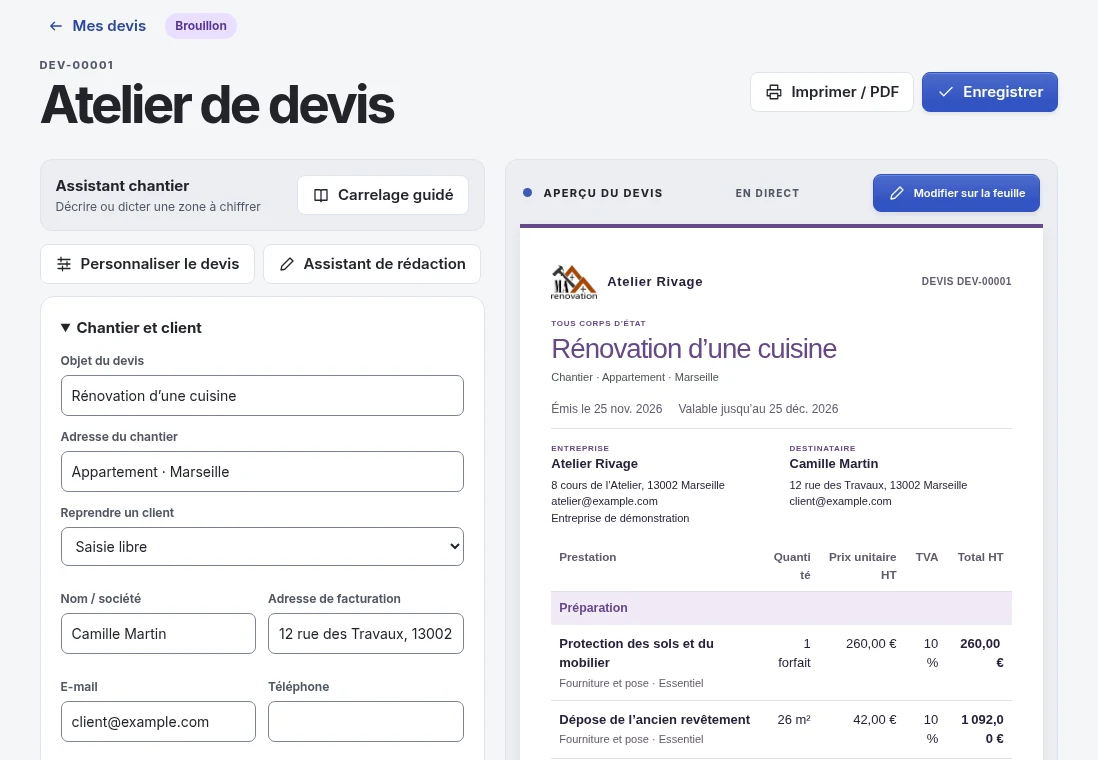 ← Mes devis Brouillon
DEV-00001
Atelier de devis
Imprimer / PDF Enregistrer
Assistant chantier
Décrire ou dicter une zone à chiffrer
Carrelage guidé
Personnaliser le devis Assistant de rédaction
Chantier et client
Objet du devis
Rénovation d’une cuisine
Adresse du chantier
Appartement · Marseille
Reprendre un client
Saisie libre
Nom / société Adresse de facturation
Camille Martin 12 rue des Travaux, 13002
E-mail Téléphone
client@example.com
APERÇU DU DEVIS EN DIRECT Modifier sur la feuille
renovation
Atelier Rivage DEVIS DEV-00001
TOUS CORPS D’ÉTAT
Rénovation d’une cuisine
Chantier · Appartement · Marseille
Émis le 25 nov. 2026 Valable jusqu’au 25 déc. 2026
ENTREPRISE DESTINATAIRE
Atelier Rivage Camille Martin
8 cours de l’Atelier, 13002 Marseille 12 rue des Travaux, 13002 Marseille
atelier@example.com client@example.com
Entreprise de démonstration
Prestation Quanti Prix unitaire TVA Total HT
té HT
Préparation
Protection des sols et du 1 260,00 € 10 260,00
mobilier forfait % €
Fourniture et pose · Essentiel
Dépose de l’ancien revêtement 26 m² 42,00 € 10 1 092,0
Fourniture et pose · Essentiel % 0 €